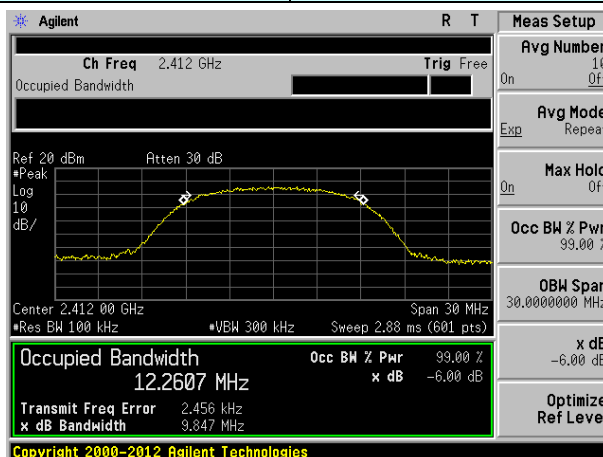 Agilent R T Meas Setup
Ch Freq 2.412 GHz Trig Free
Occupied Bandwidth
Ref 20 dBm Atten 30 dB
#Peak
Log
10
dB/
Center 2.412 00 GHz Span 30 MHz
#Res BW 100 kHz #VBW 300 kHz Sweep 2.88 ms (601 pts)
Occupied Bandwidth
12.2607 MHz
Occ BW % Pwr 99.00 %
x dB -6.00 dB
Transmit Freq Error 2.456 kHz
x dB Bandwidth 9.847 MHz
Copyright 2000-2012 Agilent Technologies
Avg Number
10
On Of
Avg Mode
Exp Repea
Max Hold
On Of
Occ BW % Pwr
99.00 %
OBW Span
30.0000000 MHz
x dB
-6.00 dB
Optimize
Ref Leve